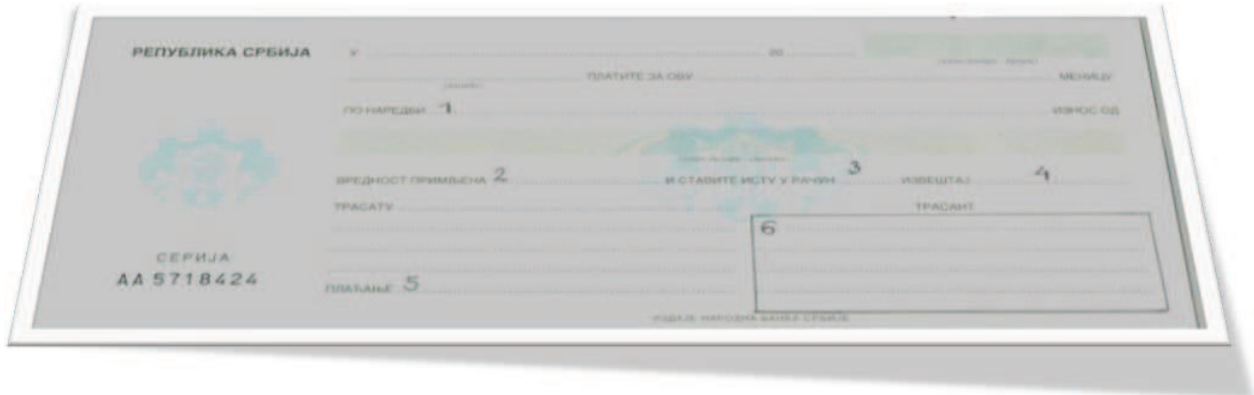 РЕПУБЛИКА СРБИЈА У 20
ПЛАТИТЕ ЗА ОВУ МЕНИЦУ
ПО НАРЕДБИ 1 ИЗНОС ОД
ВРЕДНОСТ ПРИМЉЕНА 2 И СТАВИТЕ ИСТУ У РАЧУН 3 ИЗВЕШТАЈ 4
ТРАСАТУ ТРАСАНТ
6
СЕРИЈА
АА 5718424
ПЛАЋАЊЕ 5
ИЗДАЈЕ НАРОДНА БАНКА СРБИЈЕ